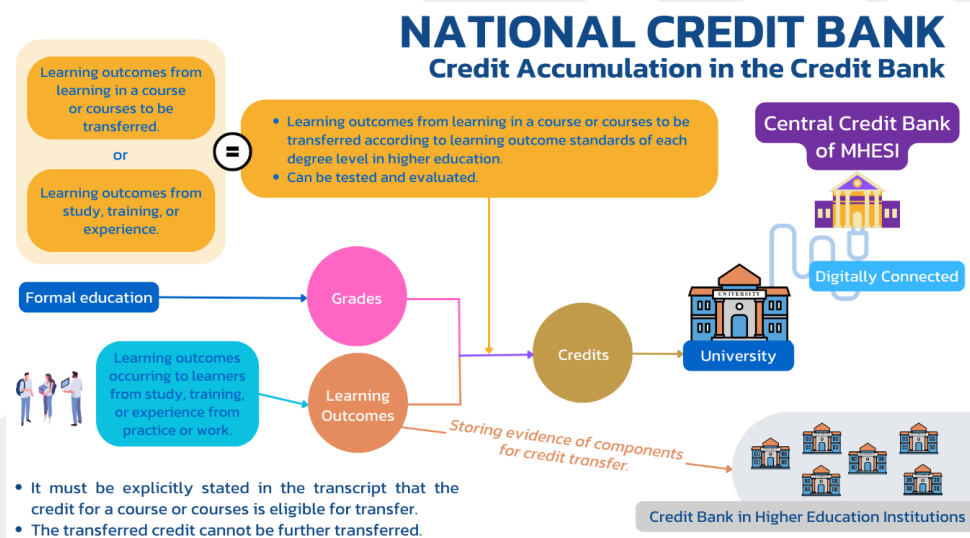 NATIONAL CREDIT BANK
Credit Accumulation in the Credit Bank
Learning outcomes from
learning in a course
or courses to be
transferred.
or
Learning outcomes from
study, training, or
experience.
=
• Learning outcomes from learning in a course or courses to be
transferred according to learning outcome standards of each
degree level in higher education.
• Can be tested and evaluated.
Central Credit Bank
of MHESI
Digitally Connected
Formal education
Grades
Learning outcomes
occurring to learners
from study, training,
or experience from
practice or work.
Learning
Outcomes
Credits
UNIVERSITY
University
Storing evidence of components
for credit transfer.
Credit Bank in Higher Education Institutions
• It must be explicitly stated in the transcript that the
credit for a course or courses is eligible for transfer.
• The transferred credit cannot be further transferred.